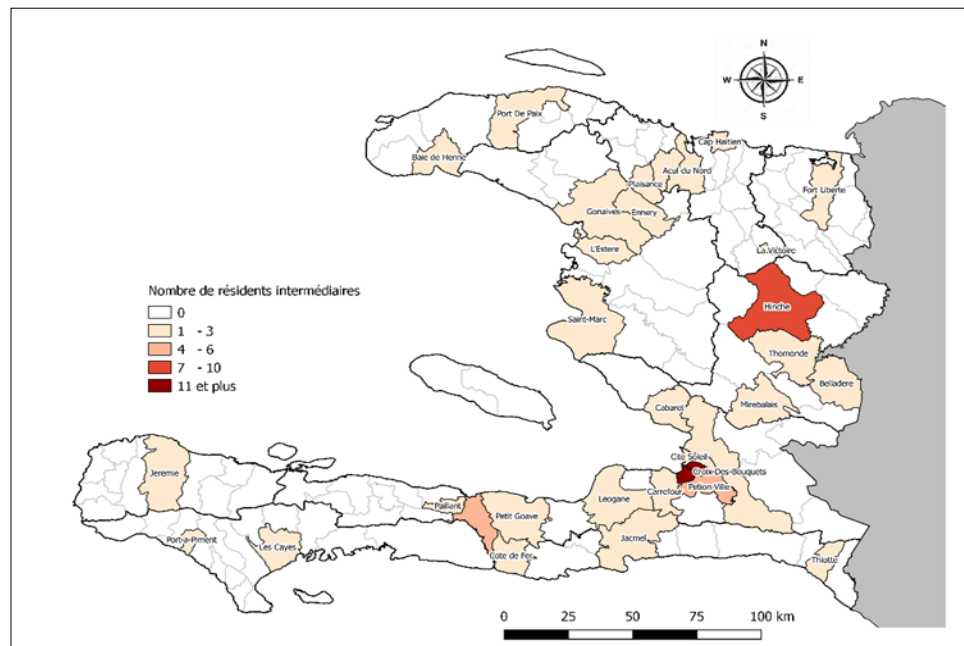 N
W E
S
Port De Paix
Cap Haitien
Baie de Henne
Acul du Nord
Plaisance
Fort Liberte
Gonaives
Ennery
L'Estere
La Victoire
Nombre de résidents intermédiaires
0
1 - 3
4 - 6
7 - 10
11 et plus
Hinche
Saint-Marc
Thomonde
Belladere
Mirebalais
Cabaret
Cite Soleil
Croix-Des-Bouquets
Petion-Ville
Carrefour
Leogane
Jeremie
Paillant
Petit Goave
Port-a-Piment
Les Cayes
Cote de Fer
Jacmel
Thiotte
0 25 50 75 100 km